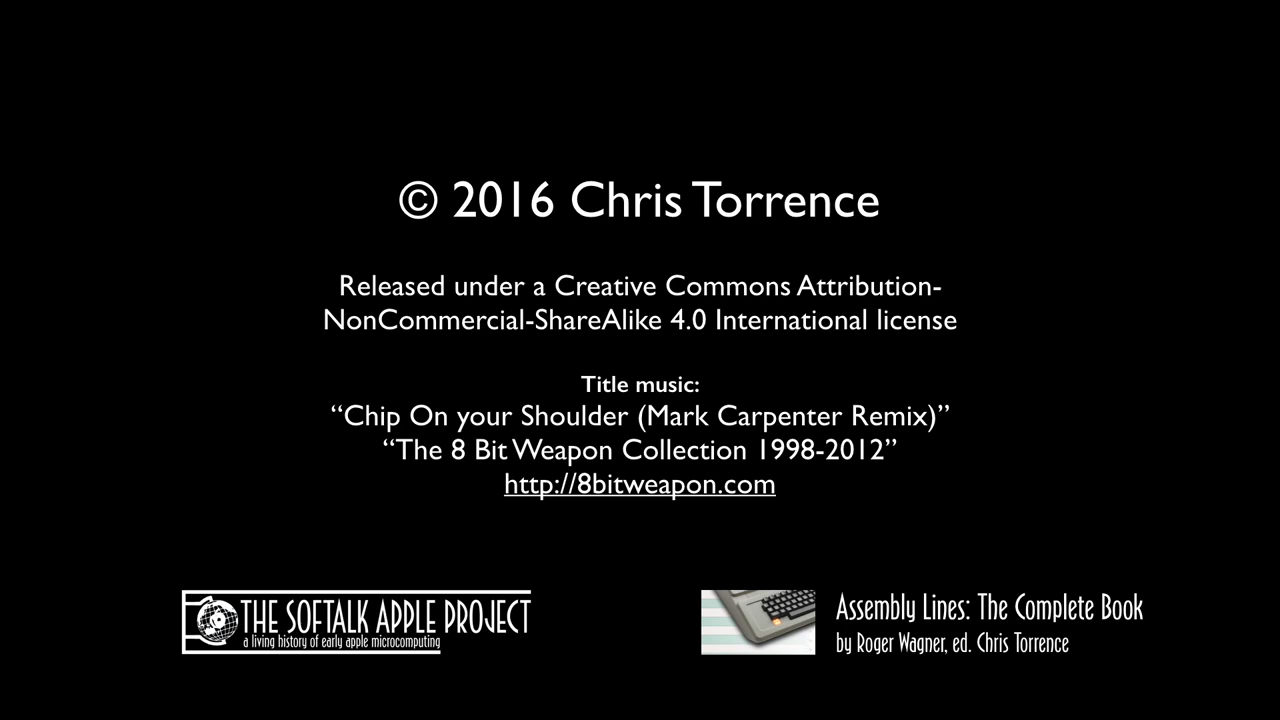 © 2016 Chris Torrence
Released under a Creative Commons Attribution-
NonCommercial-ShareAlike 4.0 International license
Title music:
“Chip On your Shoulder (Mark Carpenter Remix)”
“The 8 Bit Weapon Collection 1998-2012”
http://8bitweapon.com
THE SOFTALK APPLE PROJECT
a living history of early apple microcomputing
Assembly Lines: The Complete Book
by Roger Wagner, ed. Chris Torrence